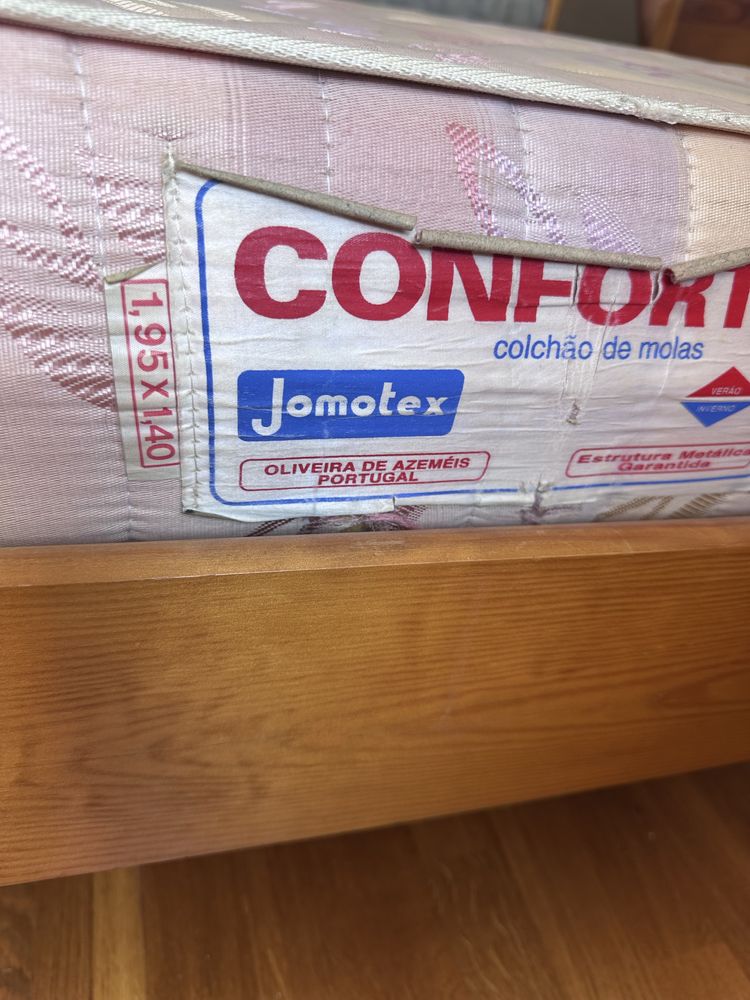 CONFORT
colchão de molas
1,95 x 1,40
Jomotex
VERÃO
INVERNO
OLIVEIRA DE AZEMÉIS
PORTUGAL
Estrutura Metálica
Garantida